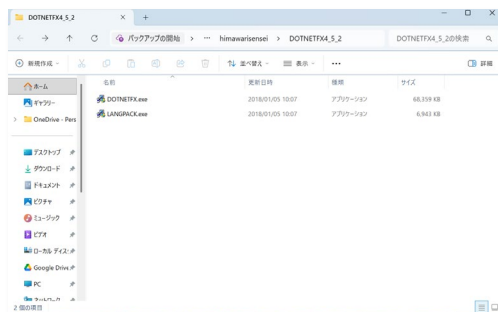 DOTNETFX4_5_2
バックアップの開始 > … himawarisensei > DOTNETFX4_5_2
DOTNETFX4_5_2の検索
新規作成
並べ替え
表示
詳細
名前 更新日時 種類 サイズ
DOTNETFX.exe 2018/01/05 10:07 アプリケーション 68,359 KB
LANGPACK.exe 2018/01/05 10:07 アプリケーション 6,943 KB
ホーム
ギャラリー
OneDrive - Pers
デスクトップ
ダウンロード
ドキュメント
ピクチャ
ミュージック
ビデオ
ローカル ディス
Google Drive
PC
ネットワーク
2 個の項目